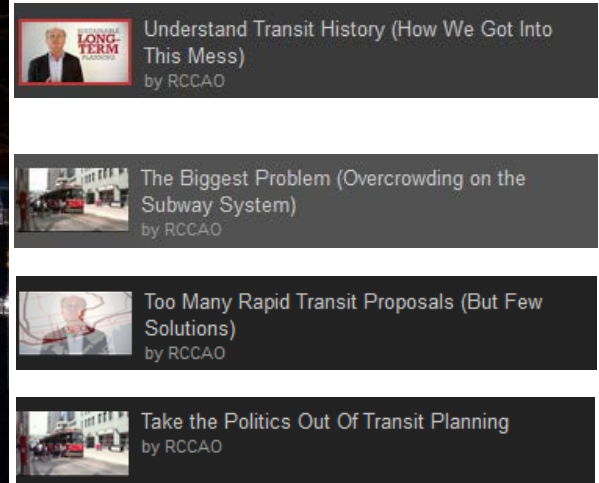 SUSTAINABLE
LONG-
TERM
PLANNING
Understand Transit History (How We Got Into
This Mess)
by RCCAO
The Biggest Problem (Overcrowding on the
Subway System)
by RCCAO
Too Many Rapid Transit Proposals (But Few
Solutions)
by RCCAO
Take the Politics Out Of Transit Planning
by RCCAO